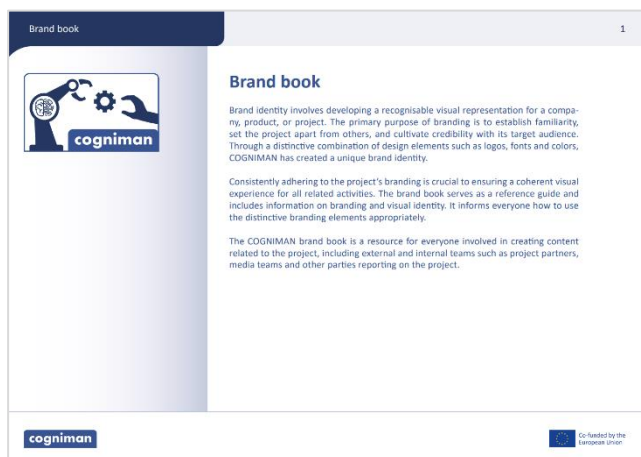 Brand book
1
cogniman
Brand book
Brand identity involves developing a recognisable visual representation for a compa-
ny, product, or project. The primary purpose of branding is to establish familiarity,
set the project apart from others, and cultivate credibility with its target audience.
Through a distinctive combination of design elements such as logos, fonts and colors,
COGNIMAN has created a unique brand identity.
Consistently adhering to the project's branding is crucial to ensuring a coherent visual
experience for all related activities. The brand book serves as a reference guide and
includes information on branding and visual identity. It informs everyone how to use
the distinctive branding elements appropriately.
The COGNIMAN brand book is a resource for everyone involved in creating content
related to the project, including external and internal teams such as project partners,
media teams and other parties reporting on the project.
cogniman
Co-funded by the
European Union